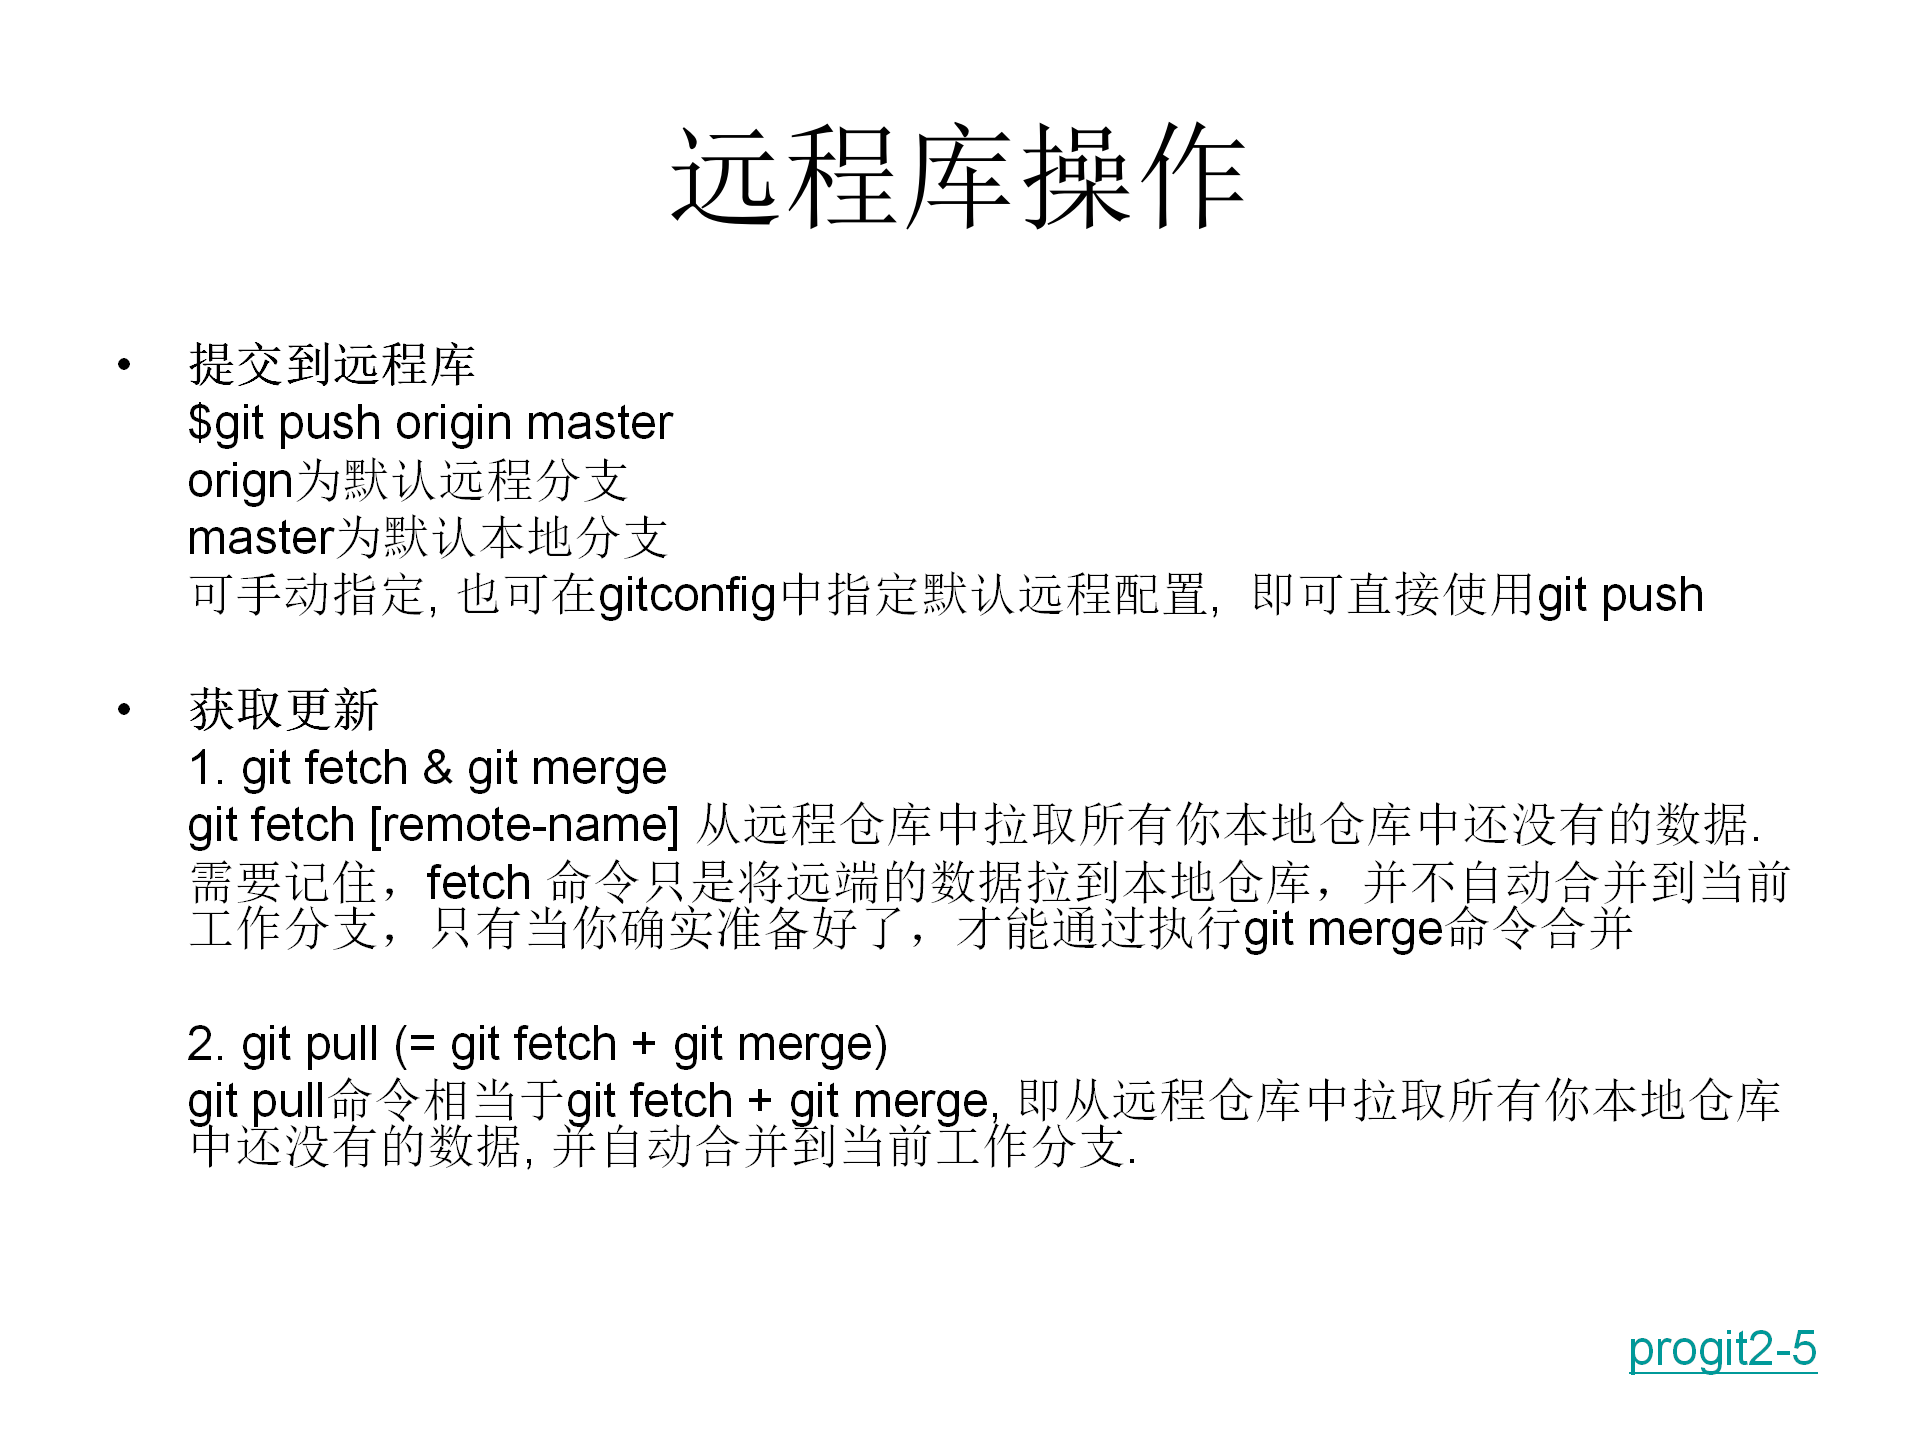 远程库操作
• 提交到远程库
$git push origin master
orign为默认远程分支
master为默认本地分支
可手动指定, 也可在gitconfig中指定默认远程配置, 即可直接使用git push
• 获取更新
1. git fetch & git merge
git fetch [remote-name] 从远程仓库中拉取所有你本地仓库中还没有的数据.
需要记住，fetch 命令只是将远端的数据拉到本地仓库，并不自动合并到当前
工作分支，只有当你确实准备好了，才能通过执行git merge命令合并
2. git pull (= git fetch + git merge)
git pull命令相当于git fetch + git merge, 即从远程仓库中拉取所有你本地仓库
中还没有的数据, 并自动合并到当前工作分支.
progit2-5